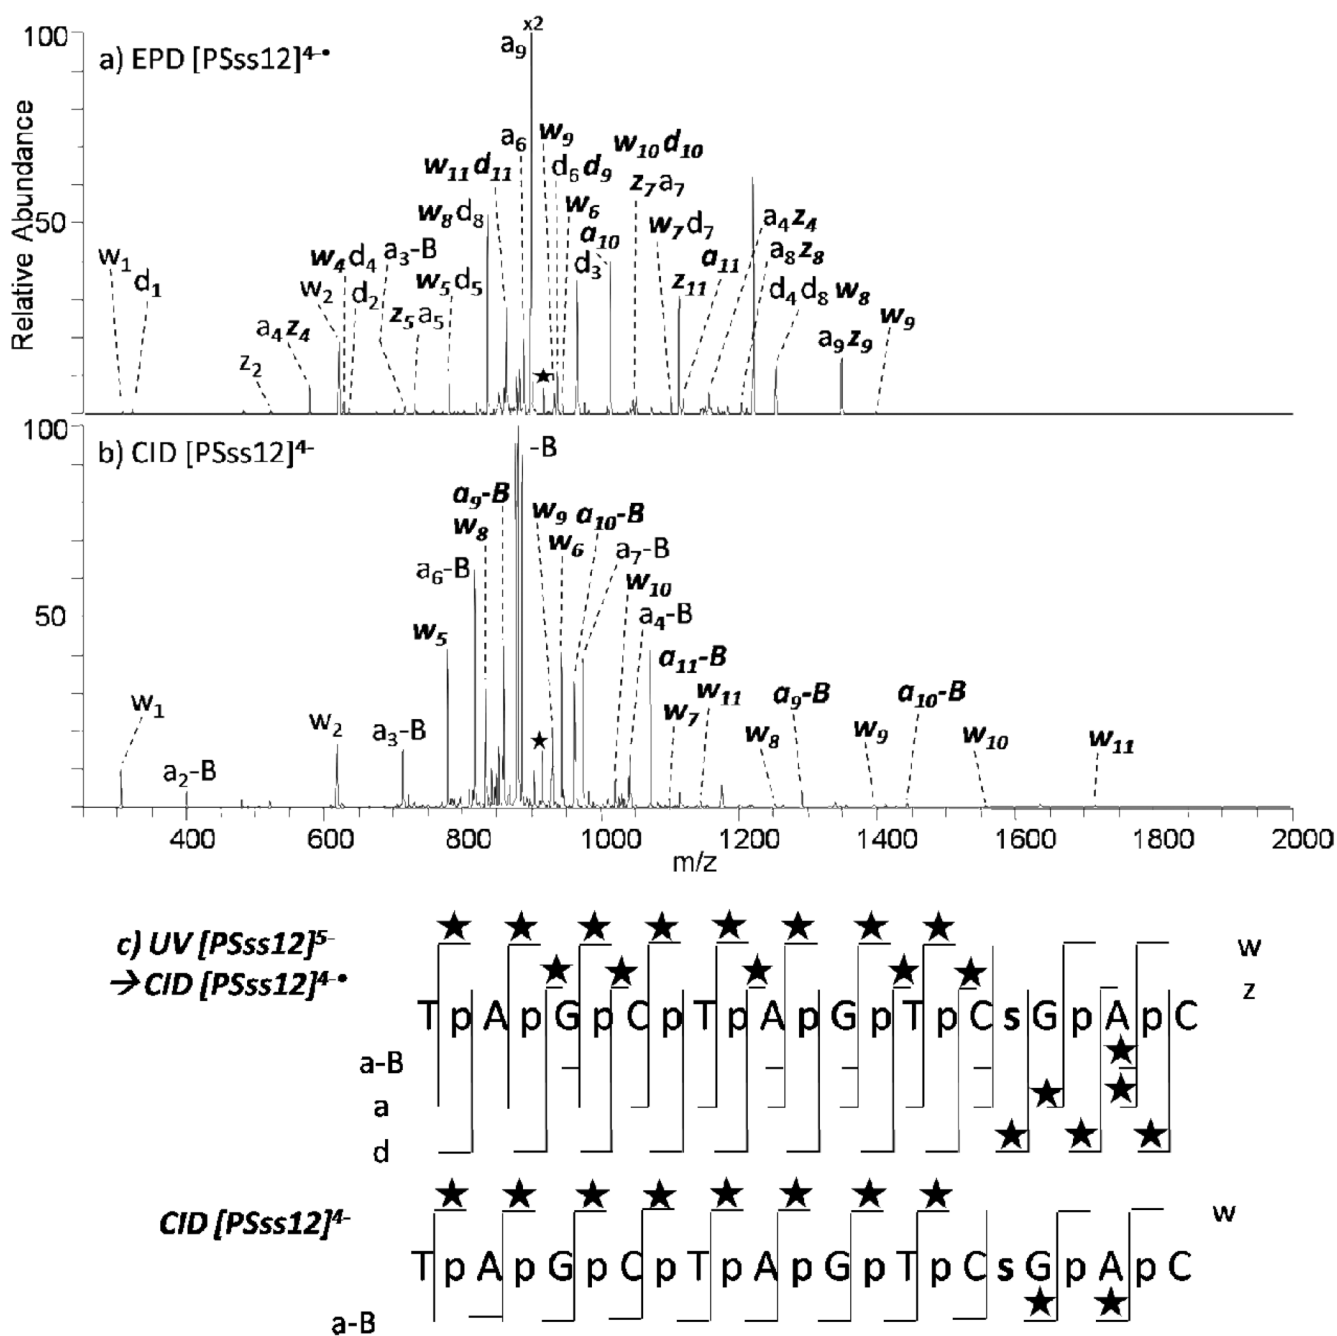 100
x2
a) EPD [PSss12]4-•
a9
Relative Abundance
a6 w9 w10 d10
w11 d11 d6 d9 z7 a7
w8 d8 w6 w7 d7 a4 z4
50
w1 d1 w4 d4 a3-B a10 a11 a8 z8
w2 d2 w5 d5 d3 z11 d4 d8 w8
a4 z4 z5 a5 a9 z9 w9
z2
100
b) CID [PSss12]4-
-B
a9-B w9 a10-B
w8 w6 a7-B
a6-B w10
50
a4-B
w5 a11-B
w1 w2 a3-B w7 w11 a9-B a10-B
a2-B w8 w9 w10 w11
400 600 800 1000 1200 1400 1600 1800 2000
m/z
c) UV [PSss12]5-
w
→CID [PSss12]4-•
z
T p A p G p C p T p A p G p T p C s G p A p C
a-B
a
d
CID [PSss12]4-
w
T p A p G p C p T p A p G p T p C s G p A p C
a-B